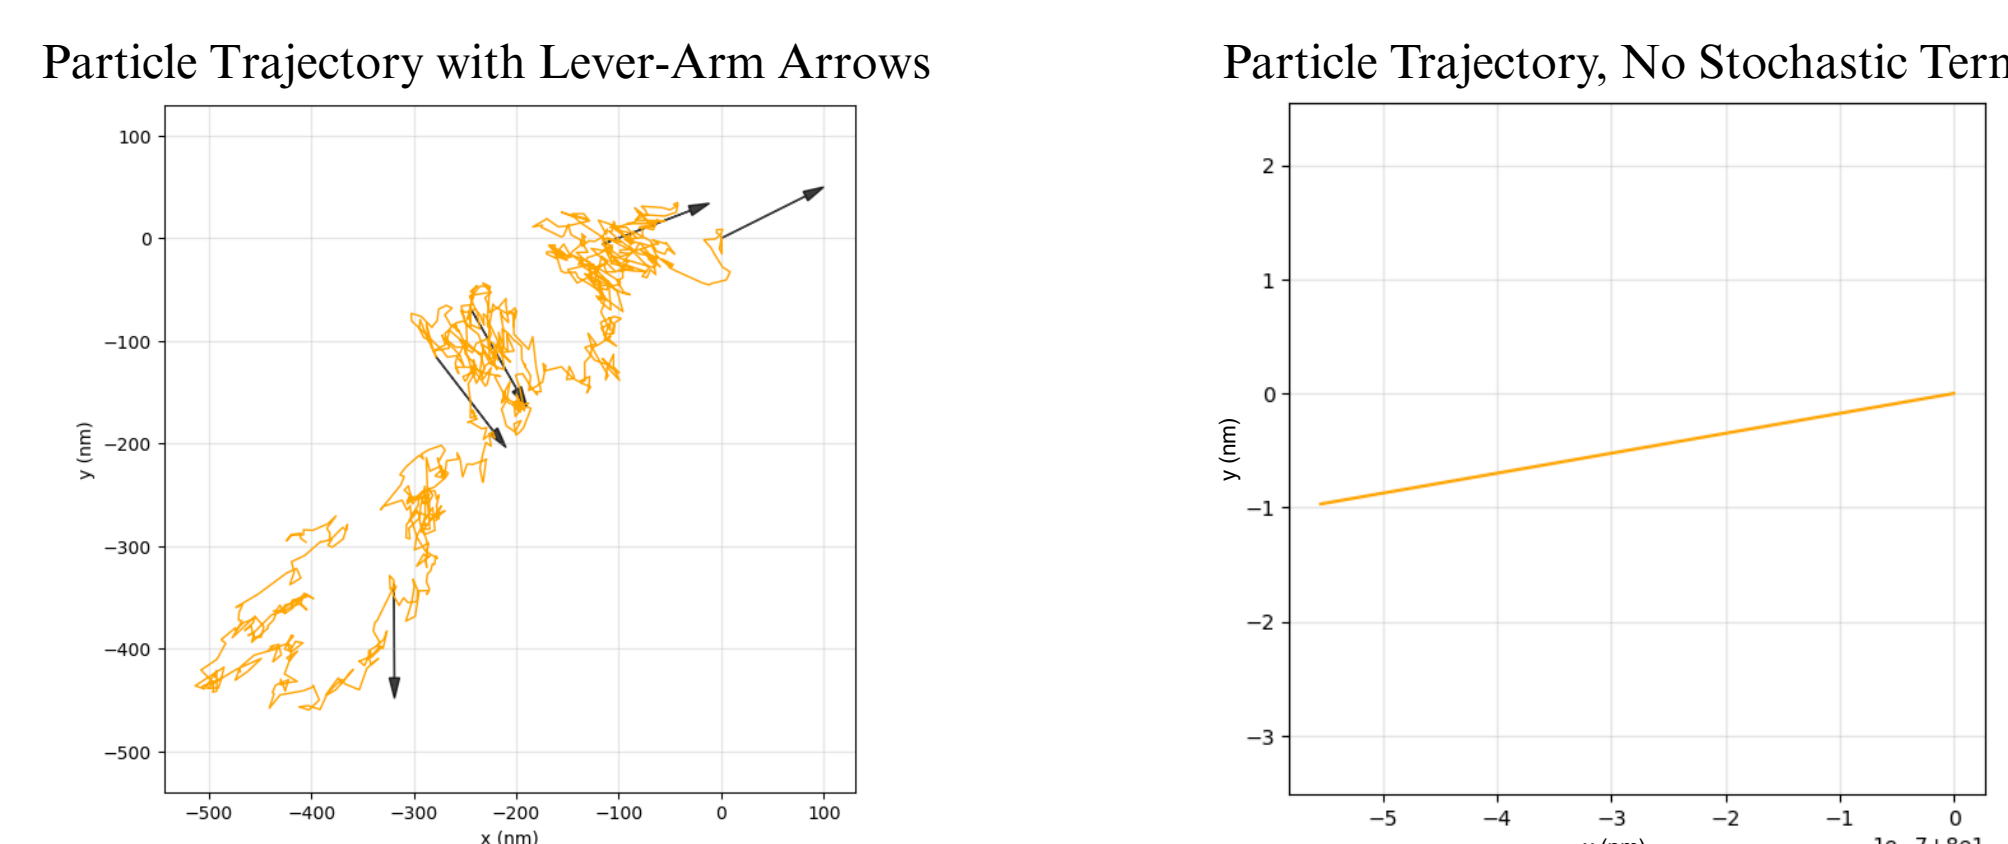 Particle Trajectory with Lever-Arm Arrows
100
0
−100
−200
−300
−400
−500
y (nm)
−500 −400 −300 −200 −100 0 100
x (nm)
Particle Trajectory, No Stochastic
2
1
0
−1
−2
−3
y (nm)
−5 −4 −3 −2 −1 0
(nm)